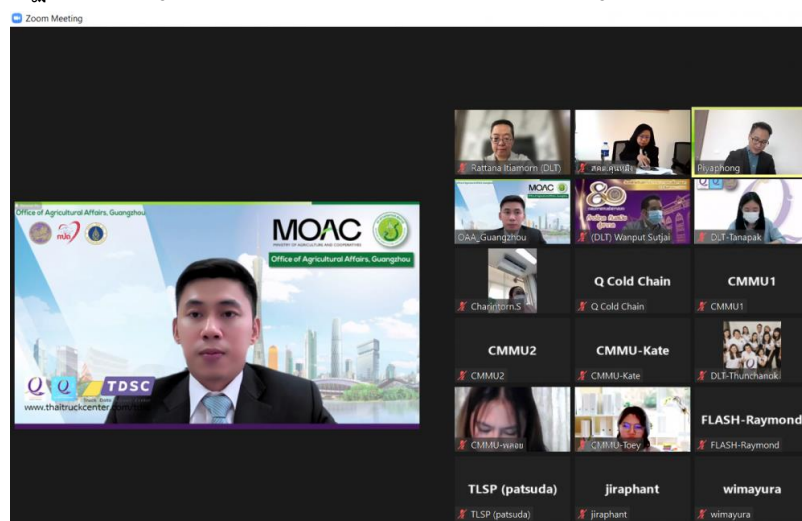 Zoom Meeting
Office of Agricultural Affairs, Guangzhou
MOAC
MINISTRY OF AGRICULTURE AND COOPERATIVES
Office of Agricultural Affairs, Guangzhou
Q
Q
TDSC
www.thaitruckcenter.com
Rattana Itiamorn (DLT)
Piyaphong
MOAC
OAA_Guangzhou
80
(DLT) Wanput Sutjai
DLT-Tanapak
Charintorn.S
Q Cold Chain
Q Cold Chain
CMMU1
CMMU1
CMMU2
CMMU2
CMMU-Kate
CMMU-Kate
DLT-Thunchanok
CMMU-พลอย
CMMU-Toey
FLASH-Raymond
FLASH-Raymond
TLSP (patsuda)
TLSP (patsuda)
jiraphant
jiraphant
wimayura
wimayura